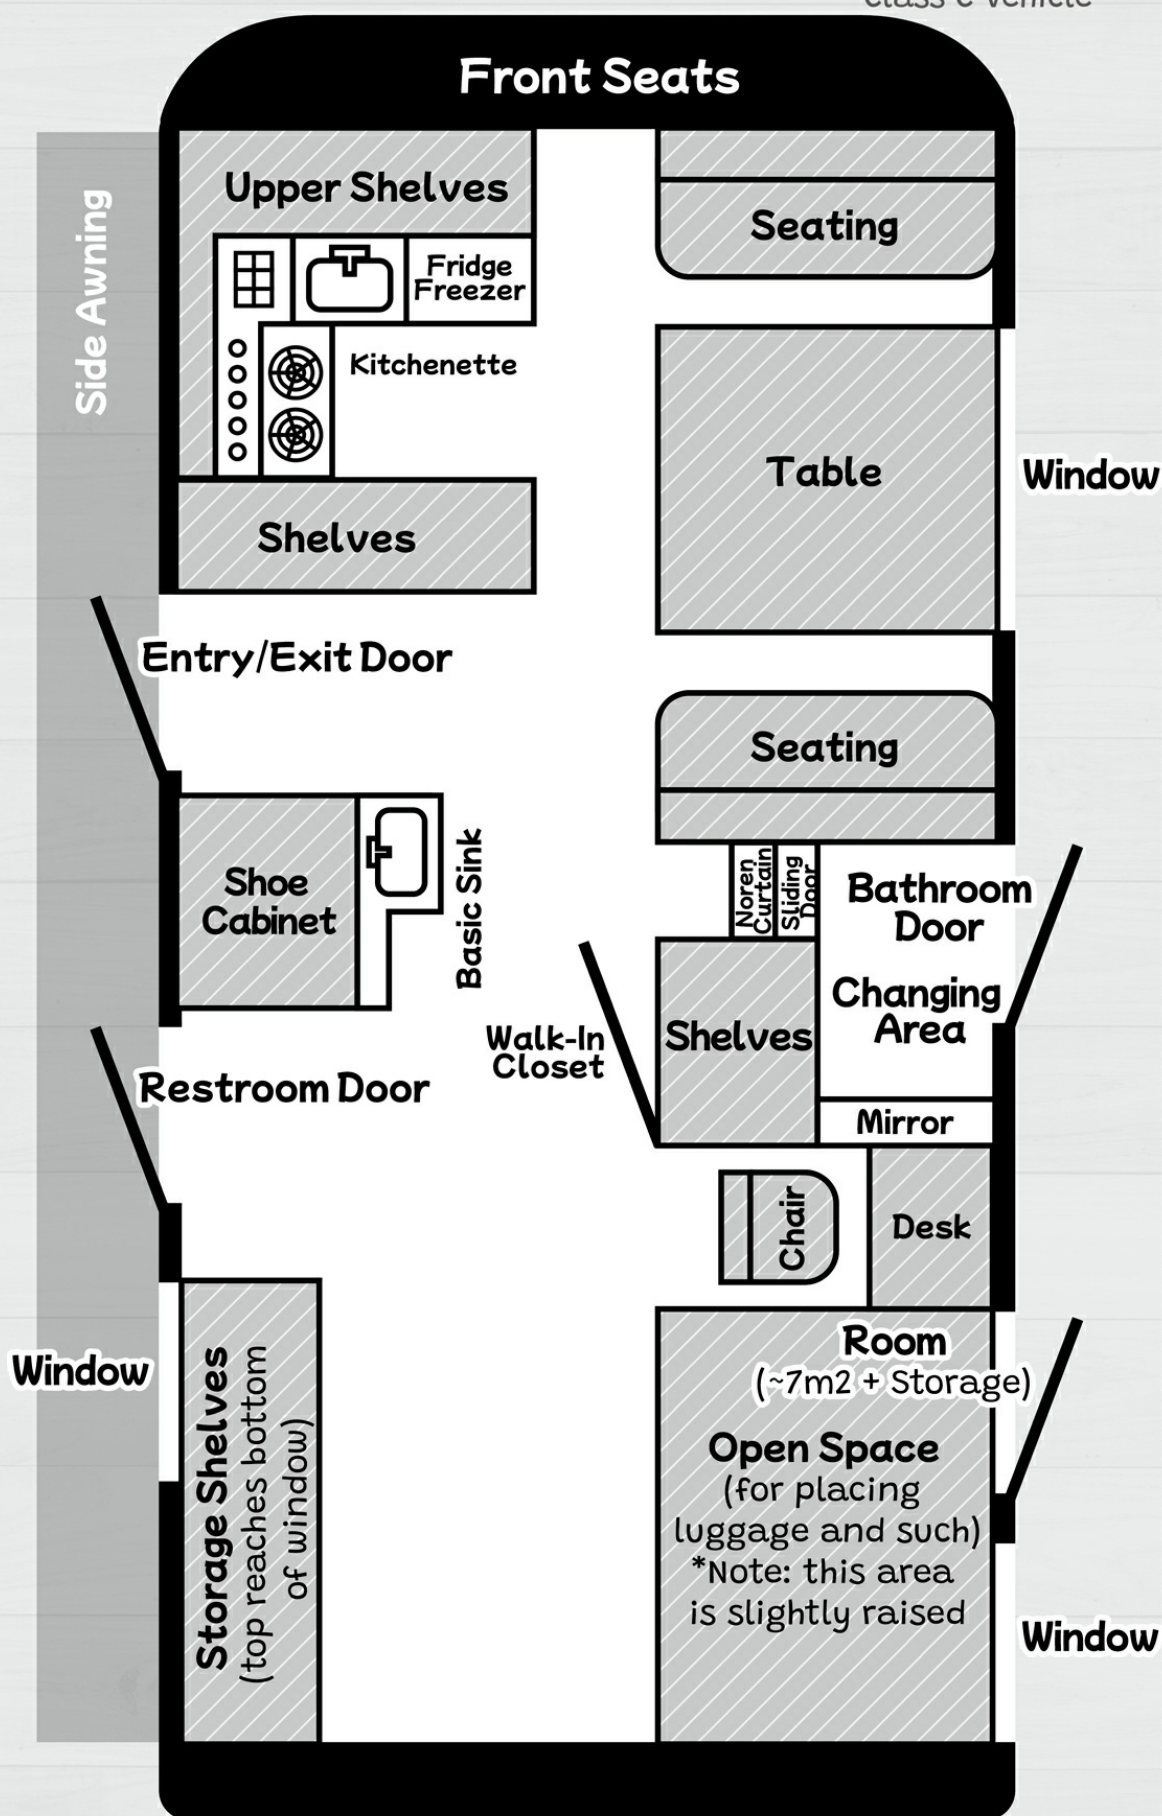 Class C Vehicle
Front Seats
Upper Shelves
Seating
Side Awning
Fridge
Freezer
Kitchenette
Table
Window
Shelves
Entry/Exit Door
Seating
Shoe
Cabinet
Basic Sink
Noren
Curtain
Sliding
Door
Bathroom
Door
Changing
Area
Walk-In
Closet
Shelves
Restroom Door
Mirror
Chair
Desk
Room
(~7m2 + Storage)
Window
Storage Shelves
(top reaches bottom
of window)
Open Space
(for placing
luggage and such)
*Note: this area
is slightly raised
Window